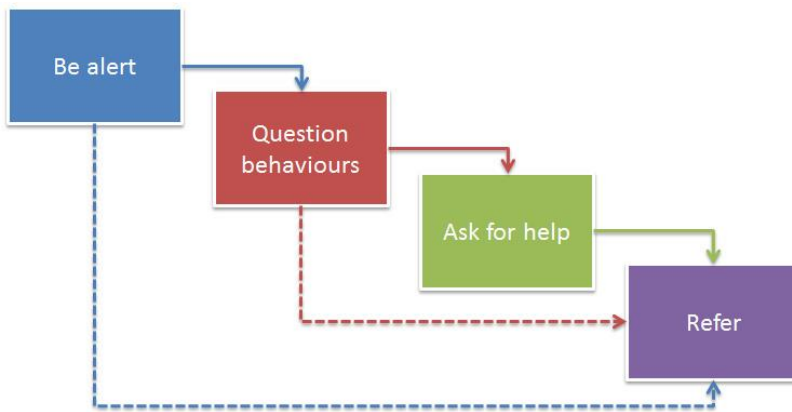 Be alert
Question
behaviours
Ask for help
Refer